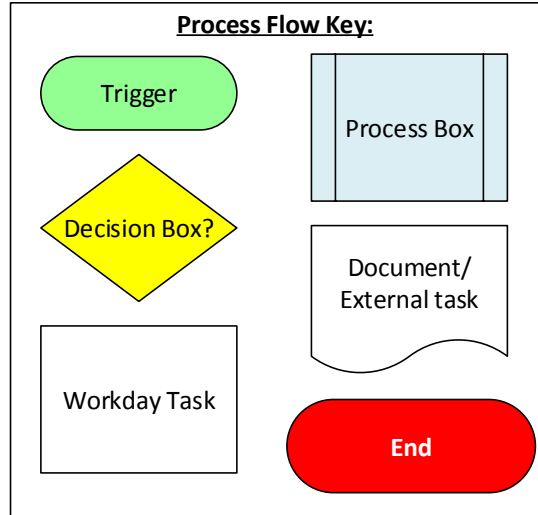 Process Flow Key:
Trigger
Process Box
Decision Box?
Document/
External task
Workday Task
End